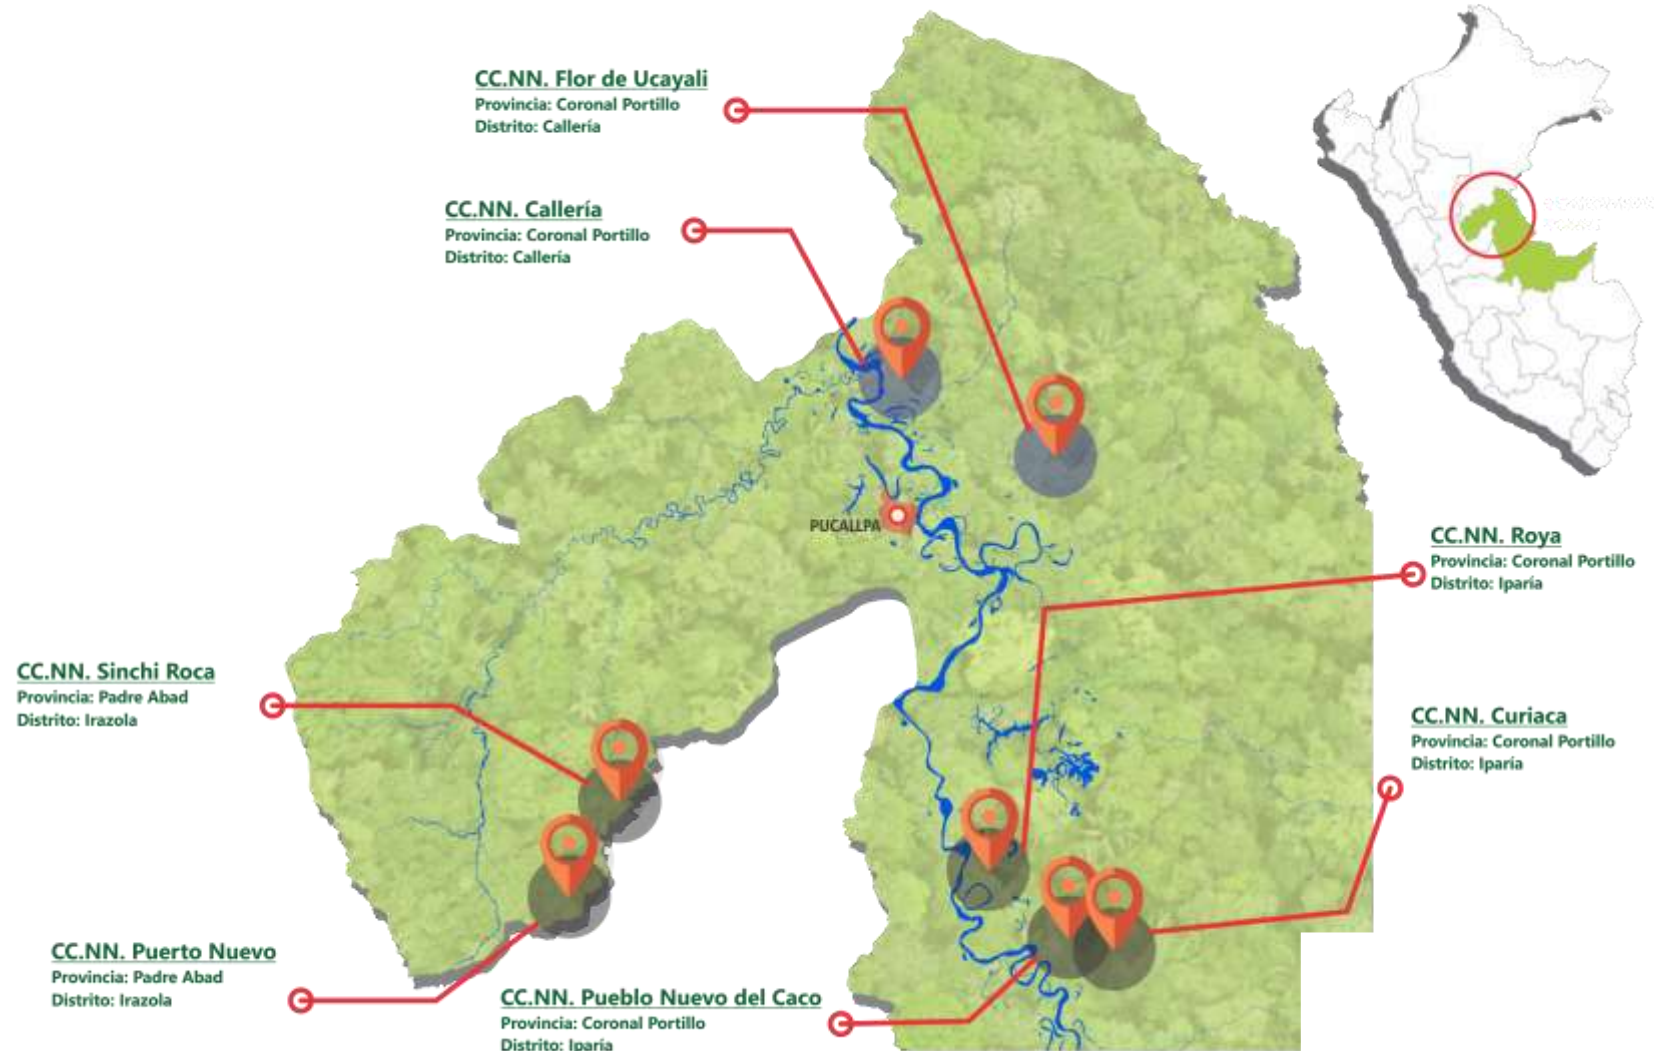 CC.NN. Flor de Ucayali
Provincia: Coronal Portillo
Distrito: Callería
CC.NN. Callería
Provincia: Coronal Portillo
Distrito: Callería
PUCALLPA
CC.NN. Roya
Provincia: Coronal Portillo
Distrito: Iparía
CC.NN. Sinchi Roca
Provincia: Padre Abad
Distrito: Irazola
CC.NN. Curiaca
Provincia: Coronal Portillo
Distrito: Iparía
CC.NN. Puerto Nuevo
Provincia: Padre Abad
Distrito: Irazola
CC.NN. Pueblo Nuevo del Caco
Provincia: Coronal Portillo
Distrito: Iparía